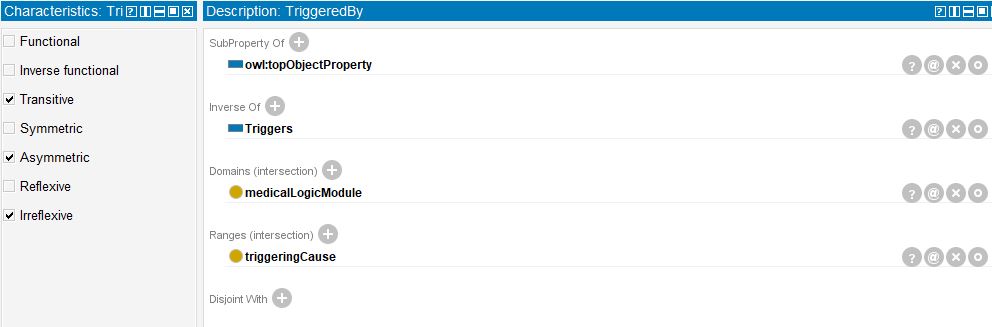 Characteristics: Tri
Description: TriggeredBy
Functional
Inverse functional
Transitive
Symmetric
Asymmetric
Reflexive
Irreflexive
SubProperty Of
owl:topObjectProperty
Inverse Of
Triggers
Domains (intersection)
medicalLogicModule
Ranges (intersection)
triggeringCause
Disjoint With